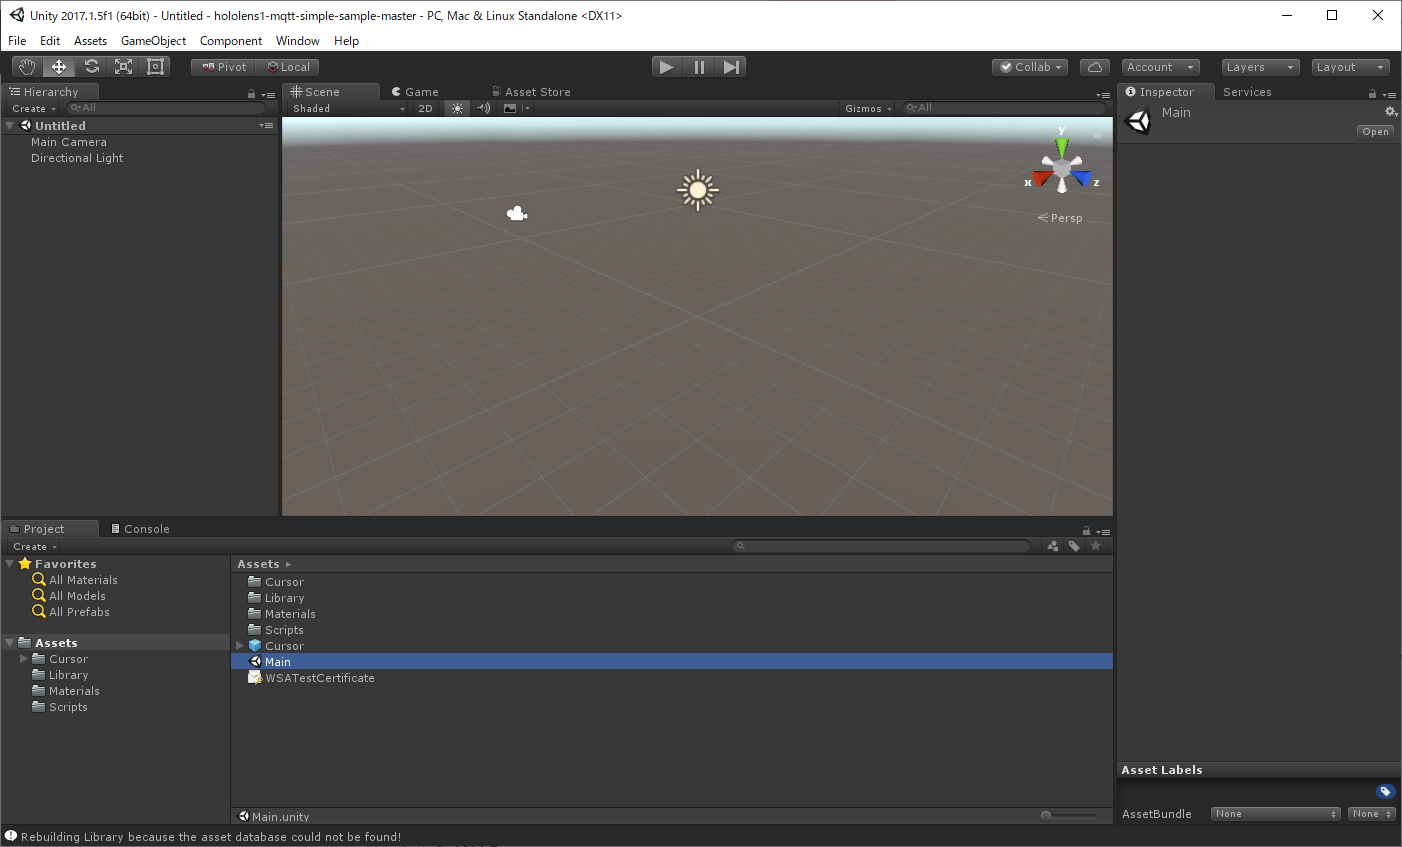 Unity 2017.1.5f1 (64bit) - Untitled - hololens1-mqtt-simple-sample-master - PC, Mac & Linux Standalone <DX11>
File Edit Assets GameObject Component Window Help
Pivot Local Collab Account Layers Layout
Hierarchy
Create All
Untitled
Main Camera
Directional Light
Scene Game Asset Store
Shaded 2D Gizmos All
y
x z
Persp
Inspector Services
Main
Open
Project Console
Create
Favorites
All Materials
All Models
All Prefabs
Assets
Cursor
Library
Materials
Scripts
Assets
Cursor
Library
Materials
Scripts
Cursor
Main
WSATestCertificate
Main.unity
Asset Labels
AssetBundle None None
Rebuilding Library because the asset database could not be found!